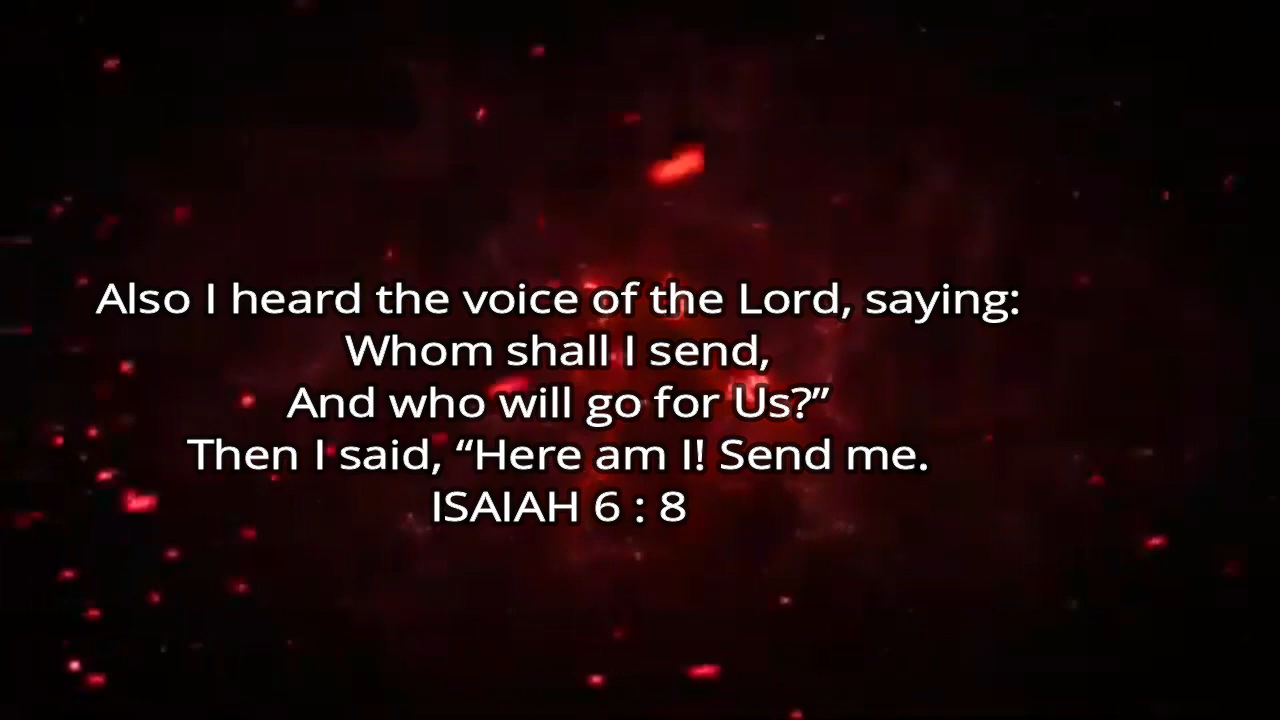 Also I heard the voice of the Lord, saying:
Whom shall I send,
And who will go for Us?”
Then I said, “Here am I! Send me.
ISAIAH 6 : 8